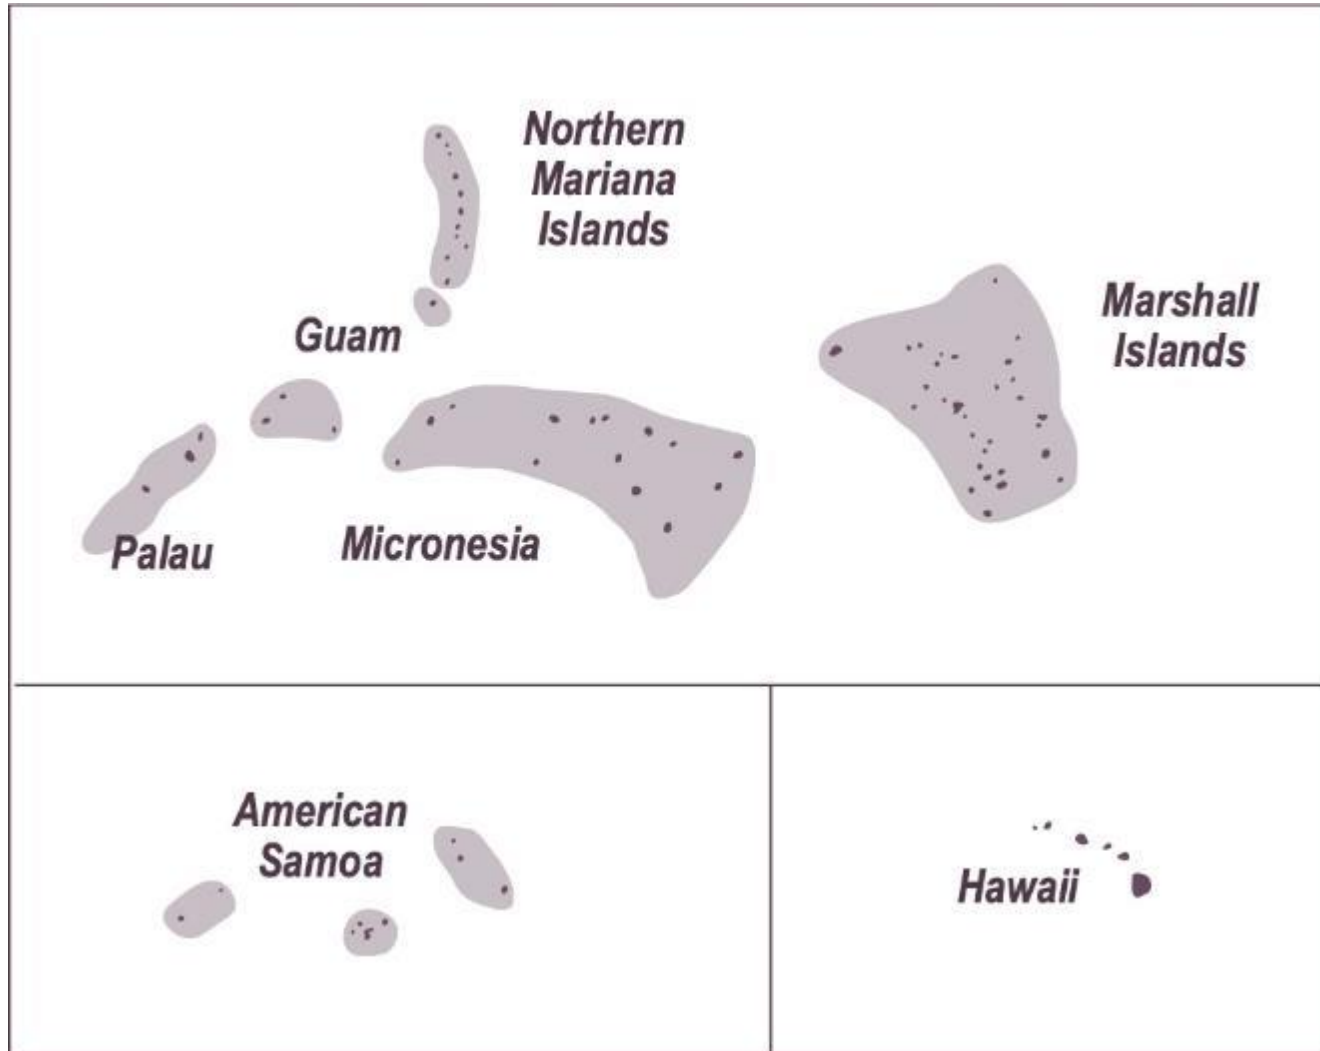 Northern
Mariana
Islands
Guam
Marshall
Islands
Palau
Micronesia
American
Samoa
Hawaii